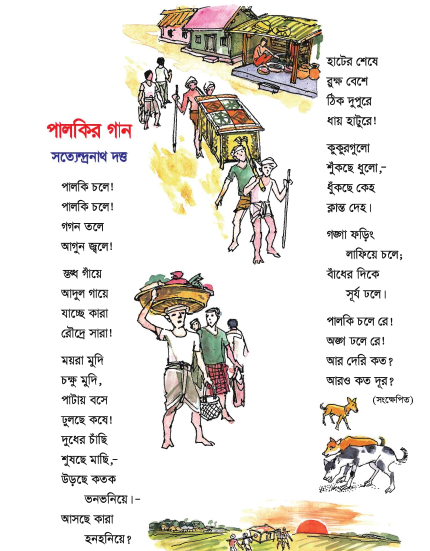 পালকির গান
সত্যেন্দ্রনাথ দত্ত
পালকি চলে!
পালকি চলে!
গগন তলে
আগুন জ্বলে!
স্তব্ধ গাঁয়ে
আদুল গায়ে
যাচ্ছে কারা
রৌদ্রে সারা!
ময়রা মুদি
চক্ষু মুদি,
পাটায় বসে
ঢুলছে কষে!
দুধের চাঁছি
শুষছে মাছি,–
উড়ছে কতক
ভনভনিয়ে।–
আসছে কারা
হনহনিয়ে?
হাটের শেষে
রুক্ষ বেশে
ঠিক দুপুরে
ধায় হাটুরে!
কুকুরগুলো
শুঁকছে ধুলো,–
ধুঁকছে কেহ
ক্লান্ত দেহ।
গঙ্গা ফড়িং
লাফিয়ে চলে;
বাঁধের দিকে
সূর্য ঢলে।
পালকি চলে রে!
অঙ্গ ঢলে রে!
আর দেরি কত?
আরও কত দূর?
(সংক্ষেপিত)